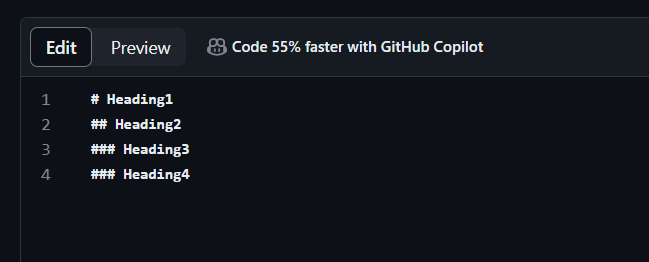 Edit Preview Code 55% faster with GitHub Copilot
1 # Heading1
2 ## Heading2
3 ### Heading3
4 ### Heading4